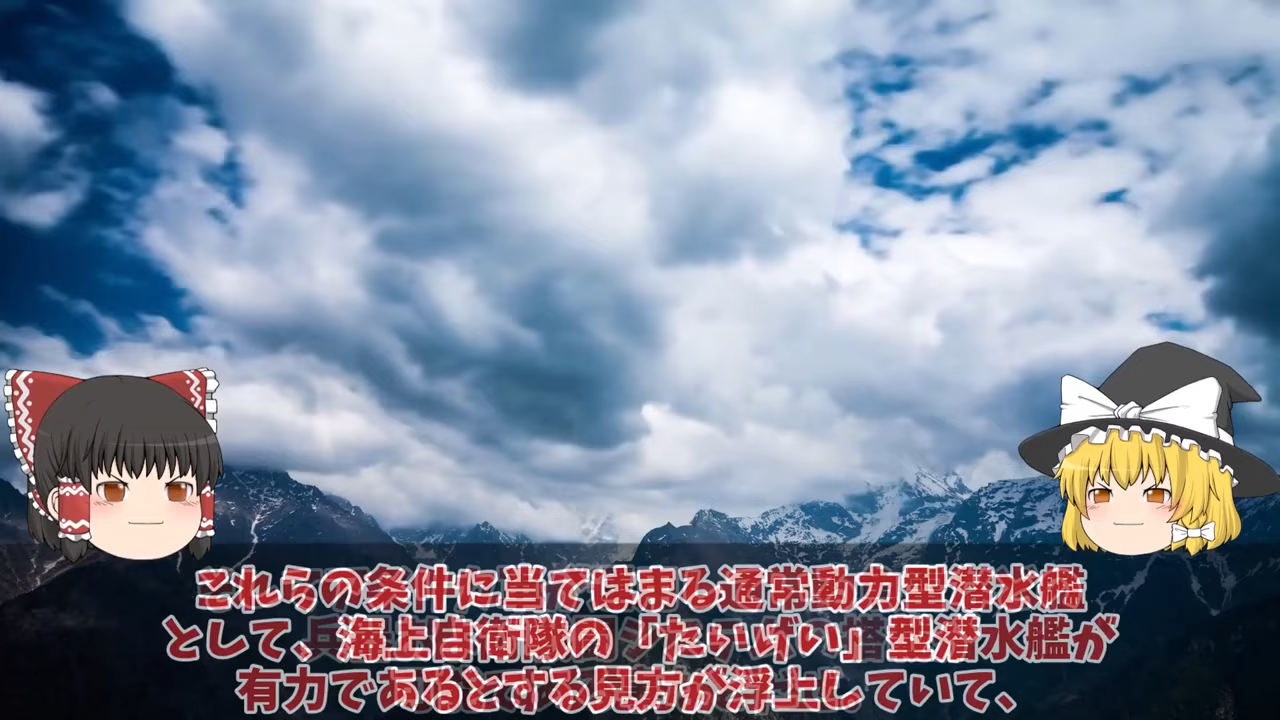 これらの条件に当てはまる通常動力型潜水艦
として、海上自衛隊の「たいげい」型潜水艦が
有力であるとする見方が浮上していて、